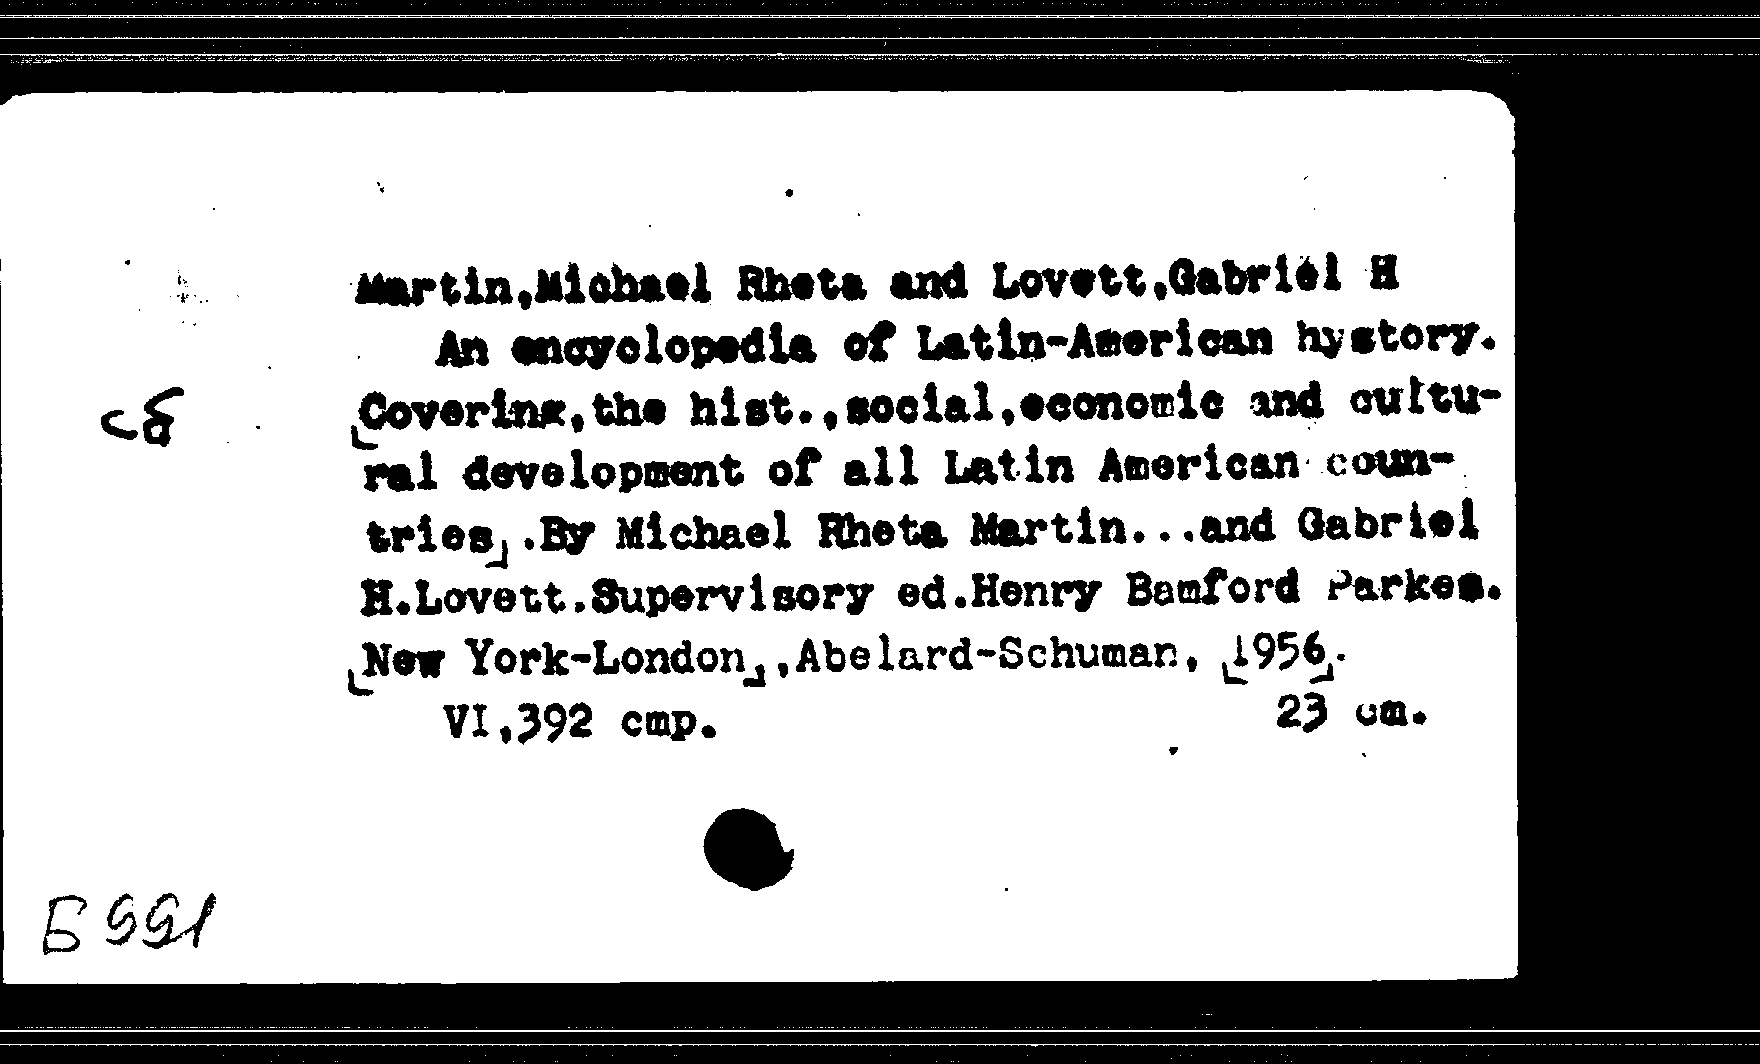 Martin,Michael Rheta and Lovett,Gabriel H
An encyclopedia of Latin-American hystory.
[Covering,the hist.,social,economic and cultu-
сб
ral development of all Latin American coun-
tries].By Michael Rheta Martin...and Gabriel
H.Lovett.Supervisory ed.Henry Bamford Parkes.
[New York-London],Abelard-Schuman, [1956].
VI,392 стр. 23 cm.
Б 991